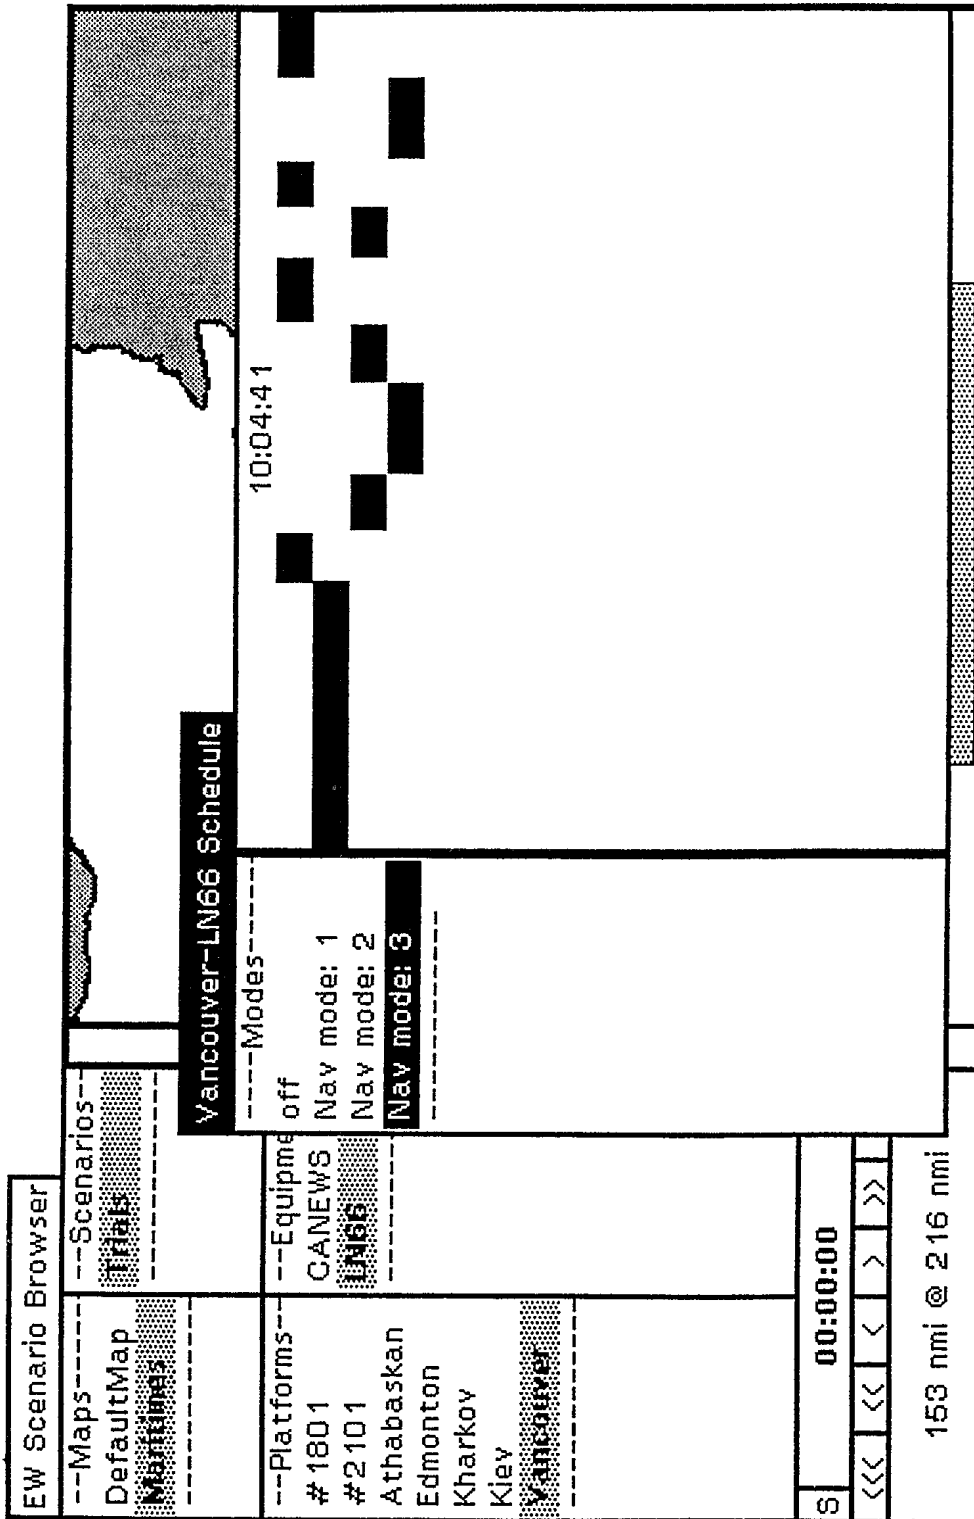 EW Scenario Browser
--Maps------
DefaultMap
Maritimes
--Scenarios--
Trials
--Platforms--
#1801
#2101
Athabaskan
Edmonton
Kharkov
Kiev
Vancouver
--Equipme
CANEWS
LN66
S
00:00:00
<<<
<<
<
>
>>
153 nmi @ 216 nmi
Vancouver-LN66 Schedule
----Modes------
off
Nav mode: 1
Nav mode: 2
Nav mode: 3
10:04:41